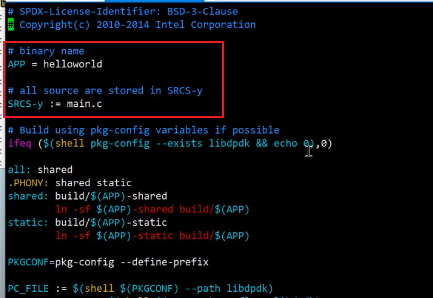 # SPDX-License-Identifier: BSD-3-Clause
# Copyright(c) 2010-2014 Intel Corporation
# binary name
APP = helloworld
# all source are stored in SRCS-y
SRCS-y := main.c
# Build using pkg-config variables if possible
ifeq ($(shell pkg-config --exists libdpdk && echo 0),0)
all: shared
.PHONY: shared static
shared: build/$(APP)-shared
ln -sf $(APP)-shared build/$(APP)
static: build/$(APP)-static
ln -sf $(APP)-static build/$(APP)
PKGCONF=pkg-config --define-prefix
PC_FILE := $(shell $(PKGCONF) --path libdpdk)